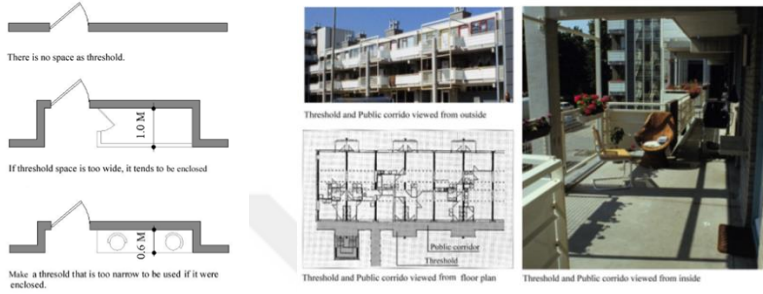 There is no space as threshold.
1.0 M
If threshold space is too wide, it tends to be enclosed
0.6 M
Make a thresold that is too narrow to be used if it were
enclosed.
Threshold and Public corrido viewed from outside
Public corridor
Threshold
Threshold and Public corrido viewed from floor plan
Threshold and Public corrido viewed from inside